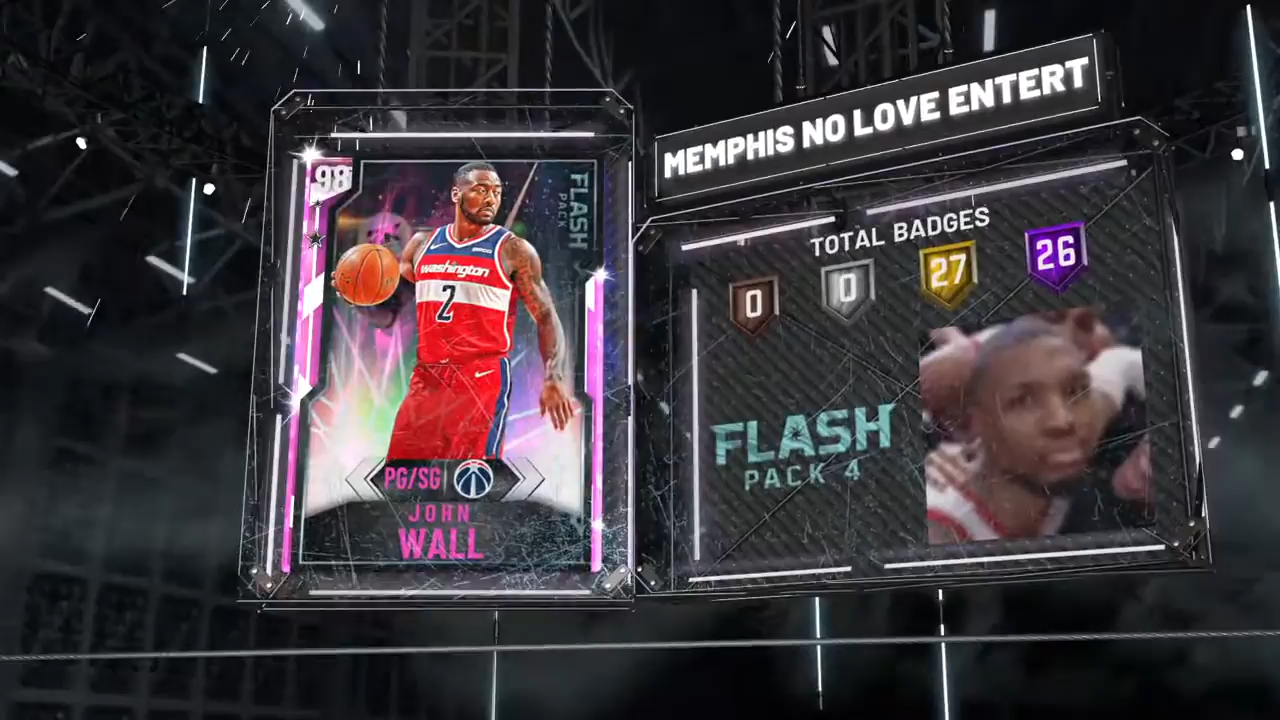 MEMPHIS NO LOVE ENTERT
98
FLASH
PACK
washington
2
PG/SG
JOHN
WALL
TOTAL BADGES
0
0
27
26
FLASH
PACK 4